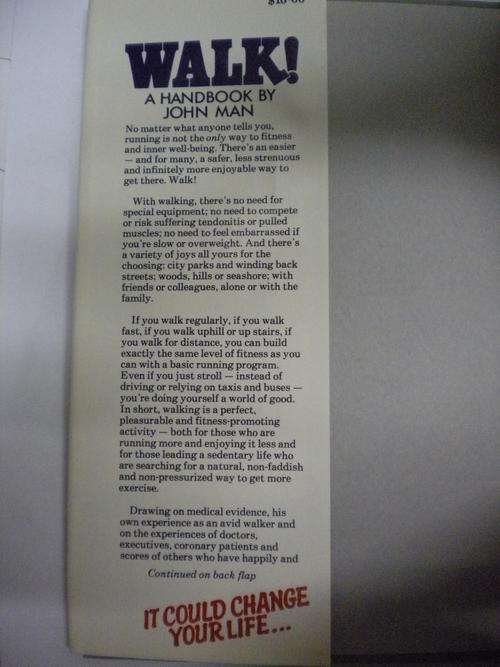 WALK!
A HANDBOOK BY
JOHN MAN
No matter what anyone tells you,
running is not the only way to fitness
and inner well-being. There's an easier
— and for many, a safer, less strenuous
and infinitely more enjoyable way to
get there. Walk!
With walking, there's no need for
special equipment; no need to compete
or risk suffering tendonitis or pulled
muscles; no need to feel embarrassed if
you're slow or overweight. And there's
a variety of joys all yours for the
choosing: city parks and winding back
streets; woods, hills or seashore; with
friends or colleagues, alone or with the
family.
If you walk regularly, if you walk
fast, if you walk uphill or up stairs, if
you walk for distance, you can build
exactly the same level of fitness as you
can with a basic running program.
Even if you just stroll — instead of
driving or relying on taxis and buses —
you're doing yourself a world of good.
In short, walking is a perfect,
pleasurable and fitness-promoting
activity — both for those who are
running more and enjoying it less and
for those leading a sedentary life who
are searching for a natural, non-faddish
and non-pressurized way to get more
exercise.
Drawing on medical evidence, his
own experience as an avid walker and
on the experiences of doctors,
executives, coronary patients and
scores of others who have happily and
Continued on back flap
IT COULD CHANGE
YOUR LIFE...